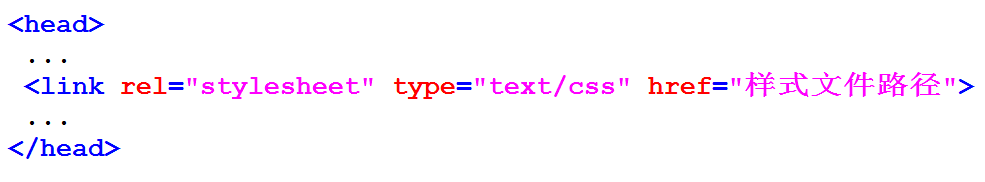 <head>
...
<link rel="stylesheet" type="text/css" href="样式文件路径">
...
</head>